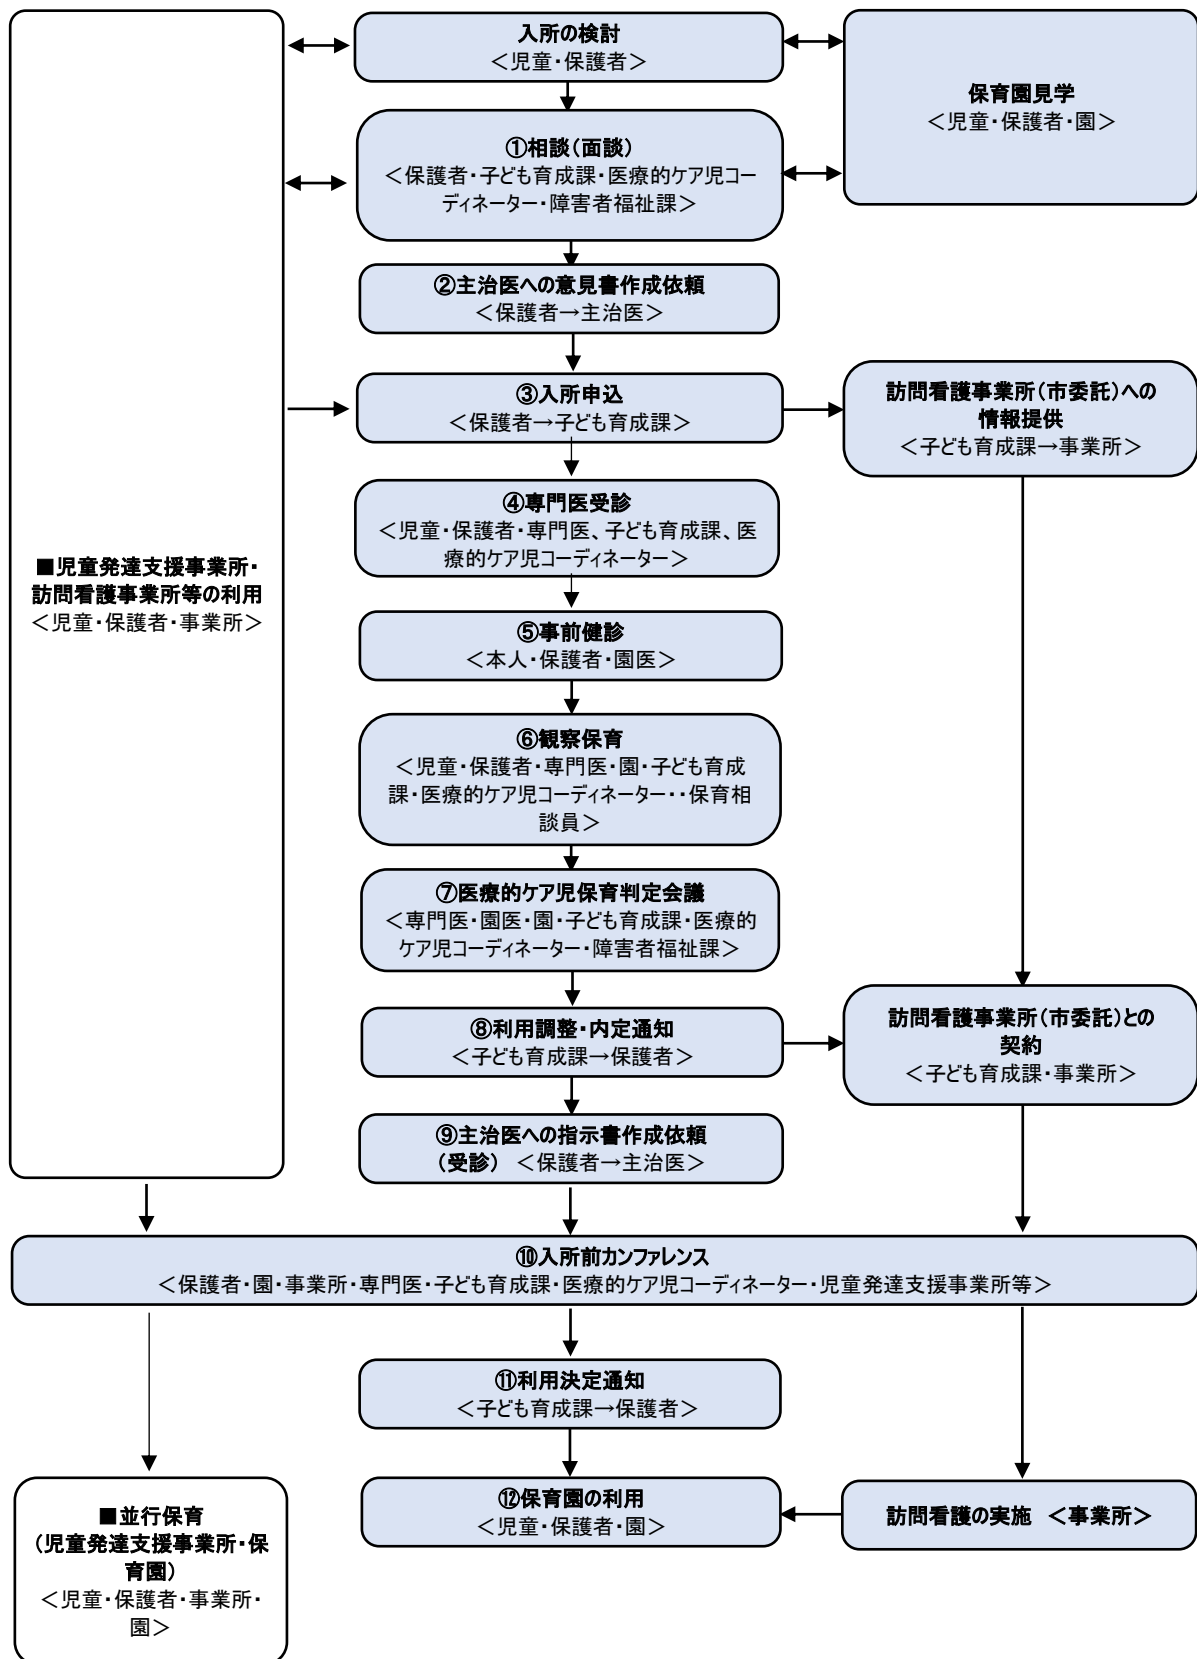 入所の検討
＜児童・保護者＞
保育園見学
＜児童・保護者・園＞
①相談（面談）
＜保護者・子ども育成課・医療的ケア児コー
ディネーター・障害者福祉課＞
②主治医への意見書作成依頼
＜保護者→主治医＞
③入所申込
＜保護者→子ども育成課＞
訪問看護事業所（市委託）への
情報提供
＜子ども育成課→事業所＞
④専門医受診
＜児童・保護者・専門医、子ども育成課、医
療的ケア児コーディネーター＞
■児童発達支援事業所・
訪問看護事業所等の利用
＜児童・保護者・事業所＞
⑤事前健診
＜本人・保護者・園医＞
⑥観察保育
＜児童・保護者・専門医・園・子ども育成
課・医療的ケア児コーディネーター・・保育相
談員＞
⑦医療的ケア児保育判定会議
＜専門医・園医・園・子ども育成課・医療的
ケア児コーディネーター・障害者福祉課＞
⑧利用調整・内定通知
＜子ども育成課→保護者＞
訪問看護事業所（市委託）との
契約
＜子ども育成課・事業所＞
⑨主治医への指示書作成依頼
（受診） ＜保護者→主治医＞
⑩入所前カンファレンス
＜保護者・園・事業所・専門医・子ども育成課・医療的ケア児コーディネーター・児童発達支援事業所等＞
⑪利用決定通知
＜子ども育成課→保護者＞
⑫保育園の利用
＜児童・保護者・園＞
訪問看護の実施 ＜事業所＞
■並行保育
（児童発達支援事業所・保
育園）
＜児童・保護者・事業所・
園＞